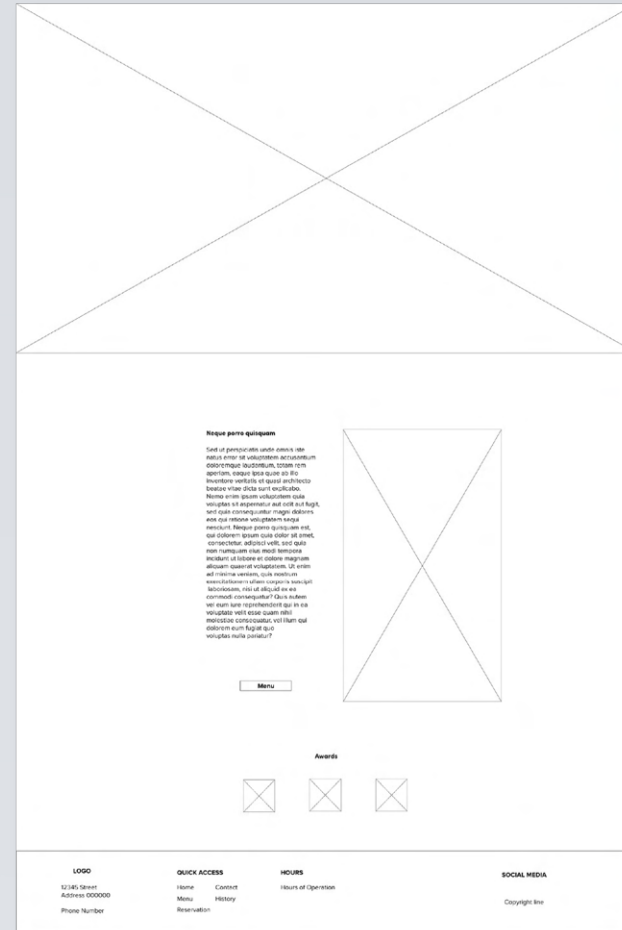 Neque porro quisquam
Sed ut perspiciatis unde omnis iste
natus error sit voluptatem accusantium
doloremque laudantium, totam rem
aperiam, eaque ipsa quae ab illo
inventore veritatis et quasi architecto
beatae vitae dicta sunt explicabo.
Nemo enim ipsam voluptatem quia
voluptas sit aspernatur aut odit aut fugit,
sed quia consequuntur magni dolores
eos qui ratione voluptatem sequi
nesciunt. Neque porro quisquam est,
qui dolorem ipsum quia dolor sit amet,
consectetur, adipisci velit, sed quia
non numquam eius modi tempora
incidunt ut labore et dolore magnam
aliquam quaerat voluptatem. Ut enim
ad minima veniam, quis nostrum
exercitationem ullam corporis suscipit
laboriosam, nisi ut aliquid ex ea
commodi consequatur? Quis autem
vel eum iure reprehenderit qui in ea
voluptate velit esse quam nihil
molestiae consequatur, vel illum qui
dolorem eum fugiat quo
voluptas nulla pariatur?
Menu
Awards
LOGO
12345 Street
Address 000000
Phone Number
QUICK ACCESS
Home Contact
Menu History
Reservation
HOURS
Hours of Operation
SOCIAL MEDIA
Copyright line